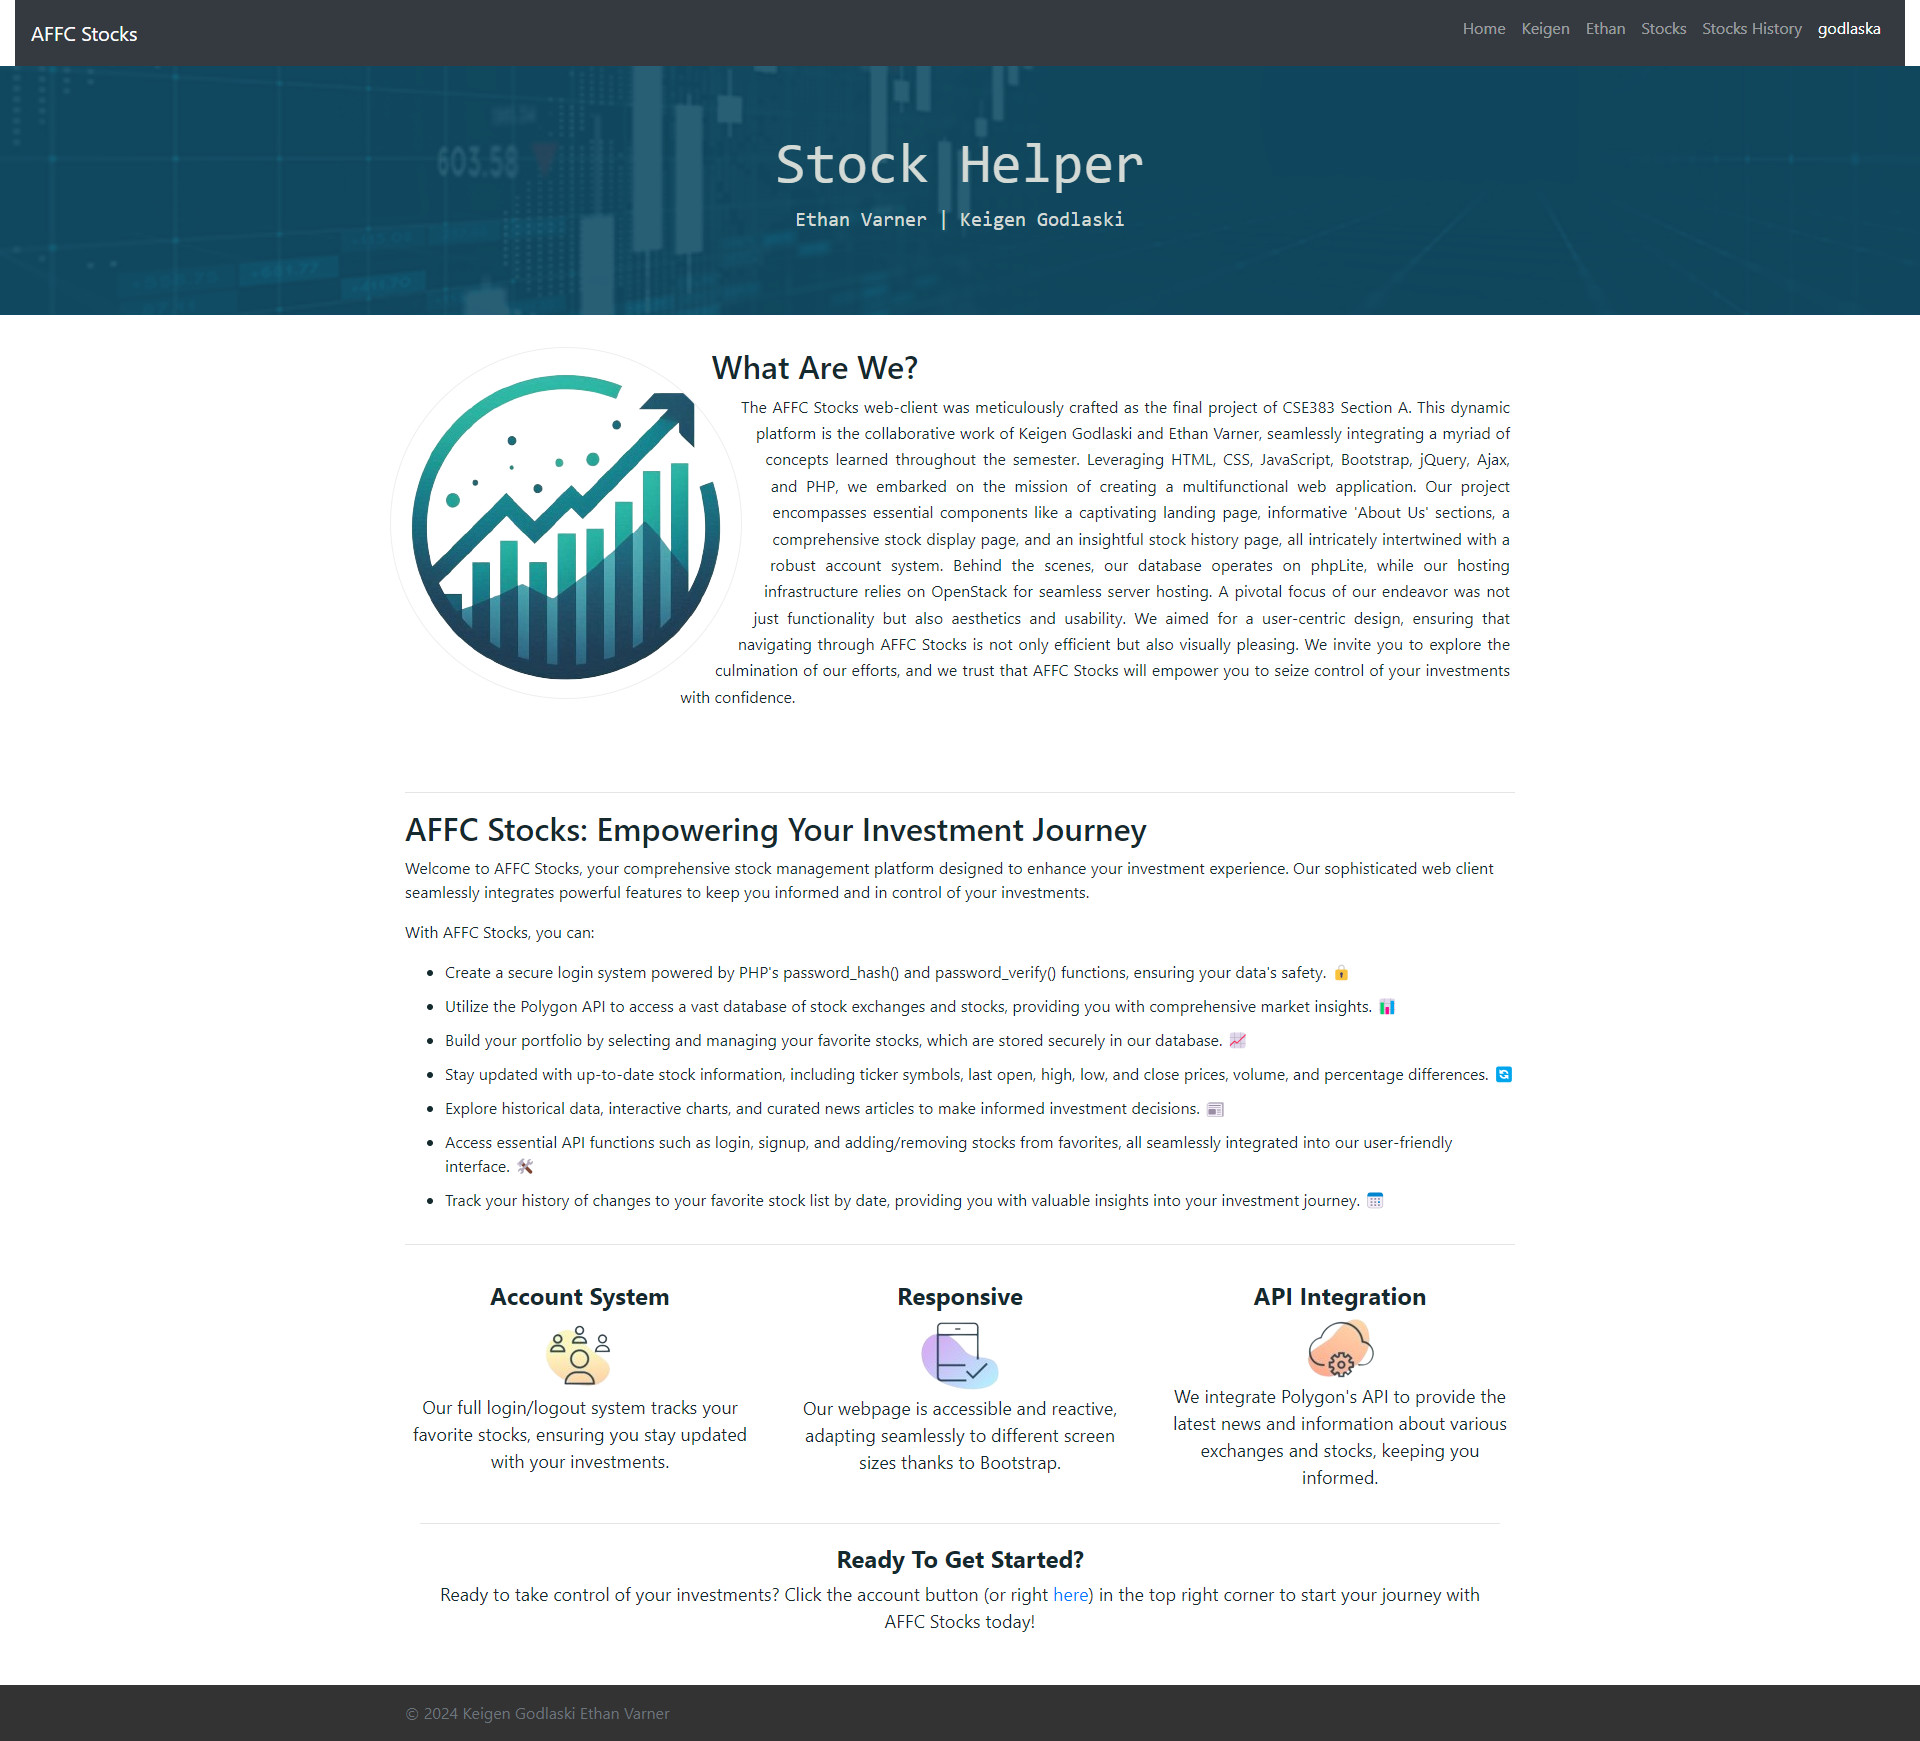 AFFC Stocks
Home Keigen Ethan Stocks Stocks History godlaska
603.58
Stock Helper
Ethan Varner | Keigen Godlaski
What Are We?
The AFFC Stocks web-client was meticulously crafted as the final project of CSE383 Section A. This dynamic
platform is the collaborative work of Keigen Godlaski and Ethan Varner, seamlessly integrating a myriad of
concepts learned throughout the semester. Leveraging HTML, CSS, JavaScript, Bootstrap, jQuery, Ajax,
and PHP, we embarked on the mission of creating a multifunctional web application. Our project
encompasses essential components like a captivating landing page, informative 'About Us' sections, a
comprehensive stock display page, and an insightful stock history page, all intricately intertwined with a
robust account system. Behind the scenes, our database operates on phpLite, while our hosting
infrastructure relies on OpenStack for seamless server hosting. A pivotal focus of our endeavor was not
just functionality but also aesthetics and usability. We aimed for a user-centric design, ensuring that
navigating through AFFC Stocks is not only efficient but also visually pleasing. We invite you to explore the
culmination of our efforts, and we trust that AFFC Stocks will empower you to seize control of your investments
with confidence.
AFFC Stocks: Empowering Your Investment Journey
Welcome to AFFC Stocks, your comprehensive stock management platform designed to enhance your investment experience. Our sophisticated web client
seamlessly integrates powerful features to keep you informed and in control of your investments.
With AFFC Stocks, you can:
• Create a secure login system powered by PHP's password_hash() and password_verify() functions, ensuring your data's safety. 🔒
• Utilize the Polygon API to access a vast database of stock exchanges and stocks, providing you with comprehensive market insights. 📊
• Build your portfolio by selecting and managing your favorite stocks, which are stored securely in our database. 📈
• Stay updated with up-to-date stock information, including ticker symbols, last open, high, low, and close prices, volume, and percentage differences. 🔄
• Explore historical data, interactive charts, and curated news articles to make informed investment decisions. 📰
• Access essential API functions such as login, signup, and adding/removing stocks from favorites, all seamlessly integrated into our user-friendly
interface. 🛠️
• Track your history of changes to your favorite stock list by date, providing you with valuable insights into your investment journey. 📅
Account System
Our full login/logout system tracks your
favorite stocks, ensuring you stay updated
with your investments.
Responsive
Our webpage is accessible and reactive,
adapting seamlessly to different screen
sizes thanks to Bootstrap.
API Integration
We integrate Polygon's API to provide the
latest news and information about various
exchanges and stocks, keeping you
informed.
Ready To Get Started?
Ready to take control of your investments? Click the account button (or right here) in the top right corner to start your journey with
AFFC Stocks today!
© 2024 Keigen Godlaski Ethan Varner